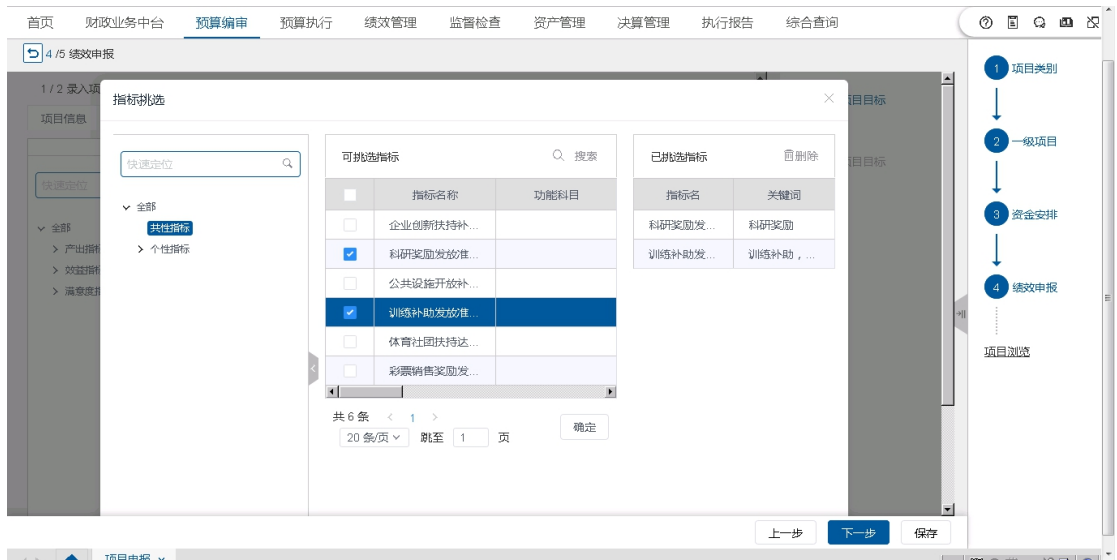 首页 财政业务中台 预算编审 预算执行 绩效管理 监督检查 资产管理 决算管理 执行报告 综合查询
4 /5 绩效申报
1 / 2 录入项
项目信息
快速定位
全部
产出指标
效益指标
满意度指
指标挑选
快速定位
全部
共性指标
个性指标
可挑选指标 搜索
指标名称 功能科目
企业创新扶持补...
科研奖励发放准...
公共设施开放补...
训练补助发放准...
体育社团扶持达...
彩票销售奖励发...
共 6 条 < 1 >
20 条/页 跳至 1 页
确定
已挑选指标 删除
指标名 关键词
科研奖励发... 科研奖励
训练补助发... 训练补助，...
项目目标
项目目标
1 项目类别
2 一级项目
3 资金安排
4 绩效申报
项目浏览
上一步 下一步 保存
项目申报 ×